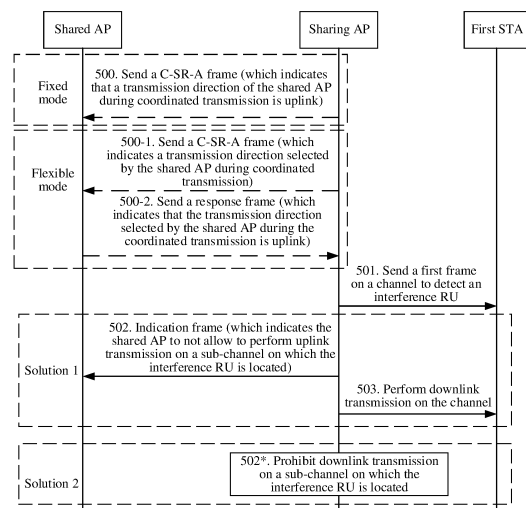 Shared AP
Sharing AP
First STA
Fixed
mode
500. Send a C-SR-A frame (which indicates
that a transmission direction of the shared AP
during coordinated transmission is uplink)
Flexible
mode
500-1. Send a C-SR-A frame (which
indicates a transmission direction selected
by the shared AP during coordinated
transmission)
500-2. Send a response frame (which
indicates that the transmission direction
selected by the shared AP during the
coordinated transmission is uplink)
501. Send a first frame
on a channel to detect an
interference RU
Solution 1
502. Indication frame (which indicates the
shared AP to not allow to perform uplink
transmission on a sub-channel on which the
interference RU is located)
503. Perform downlink
transmission on the channel
Solution 2
502*. Prohibit downlink transmission
on a sub-channel on which the
interference RU is located